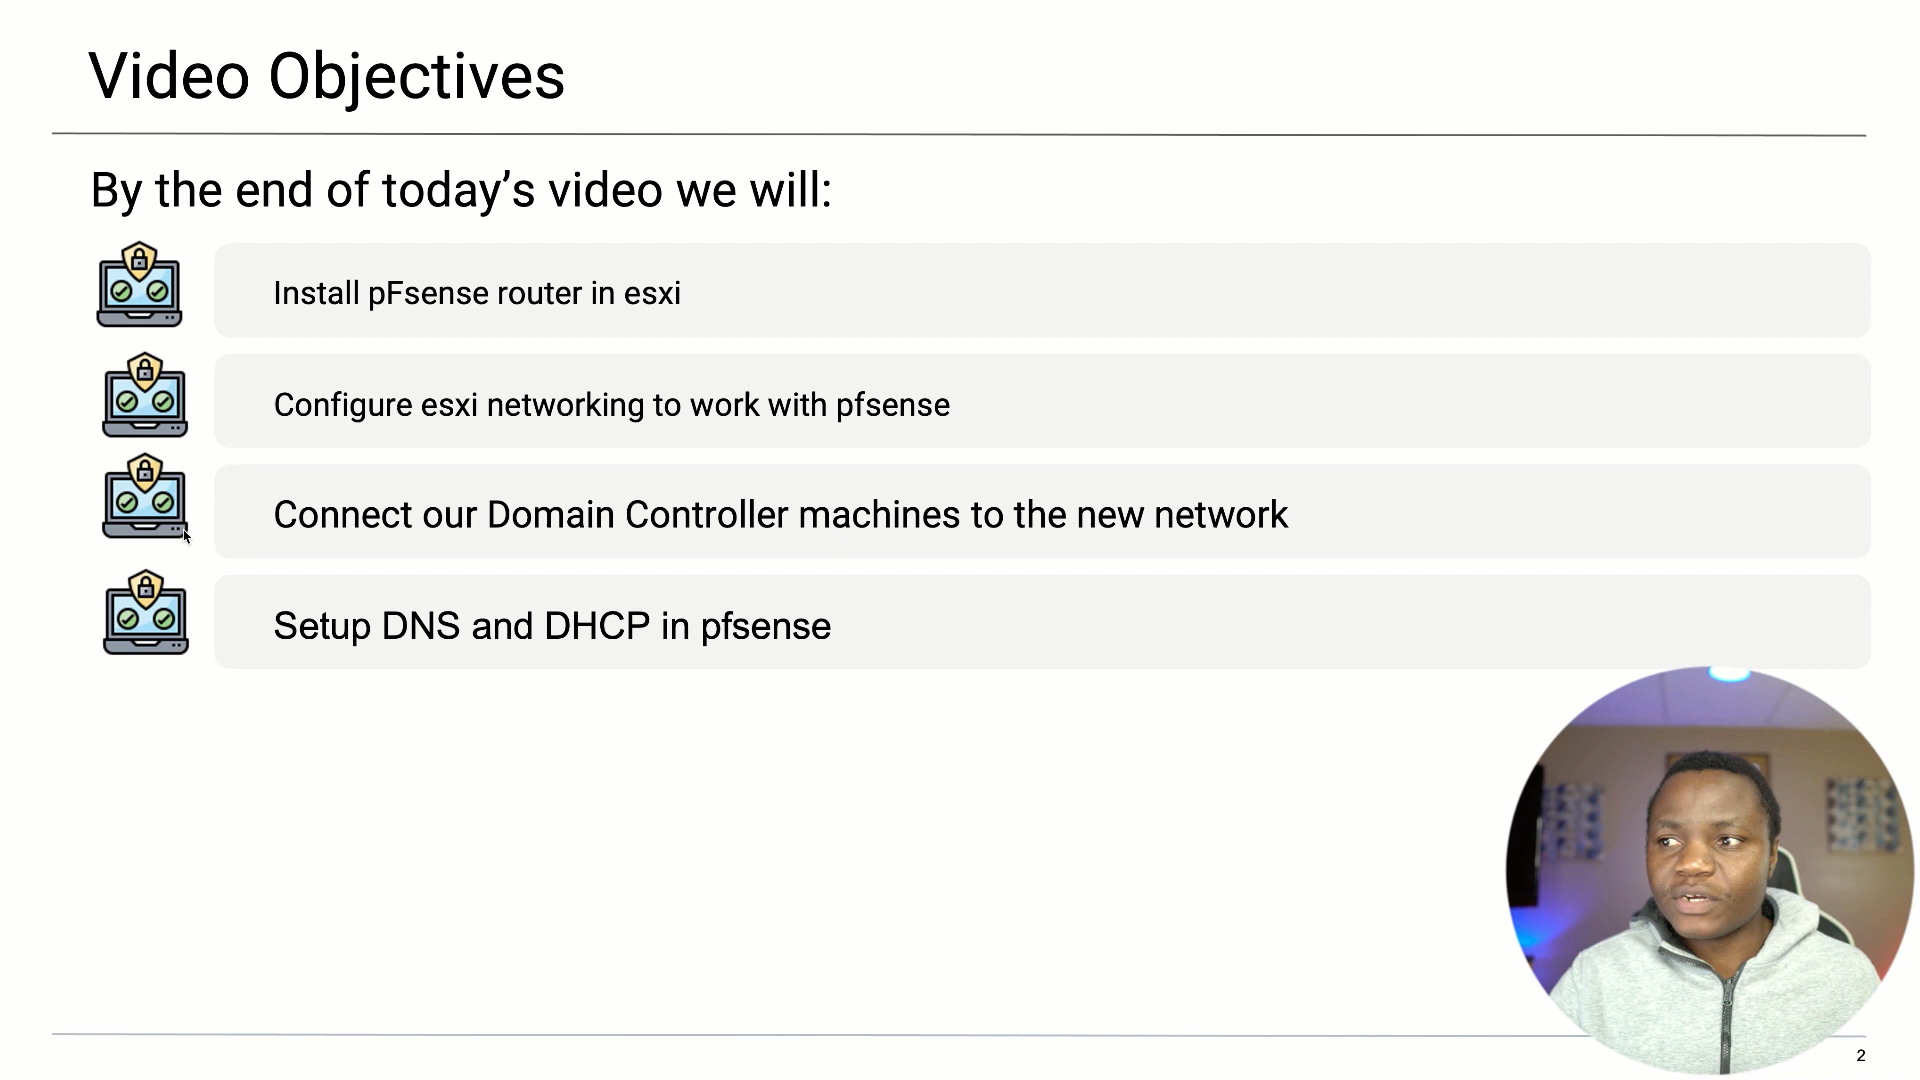 Video Objectives
By the end of today’s video we will:
Install pFsense router in esxi
Configure esxi networking to work with pfsense
Connect our Domain Controller machines to the new network
Setup DNS and DHCP in pfsense
2